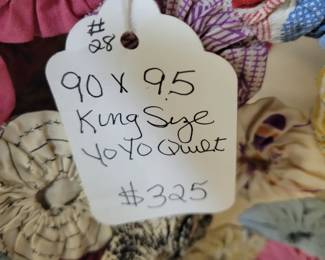 #
28
90 x 95
King Size
YoYo Quilt
$325